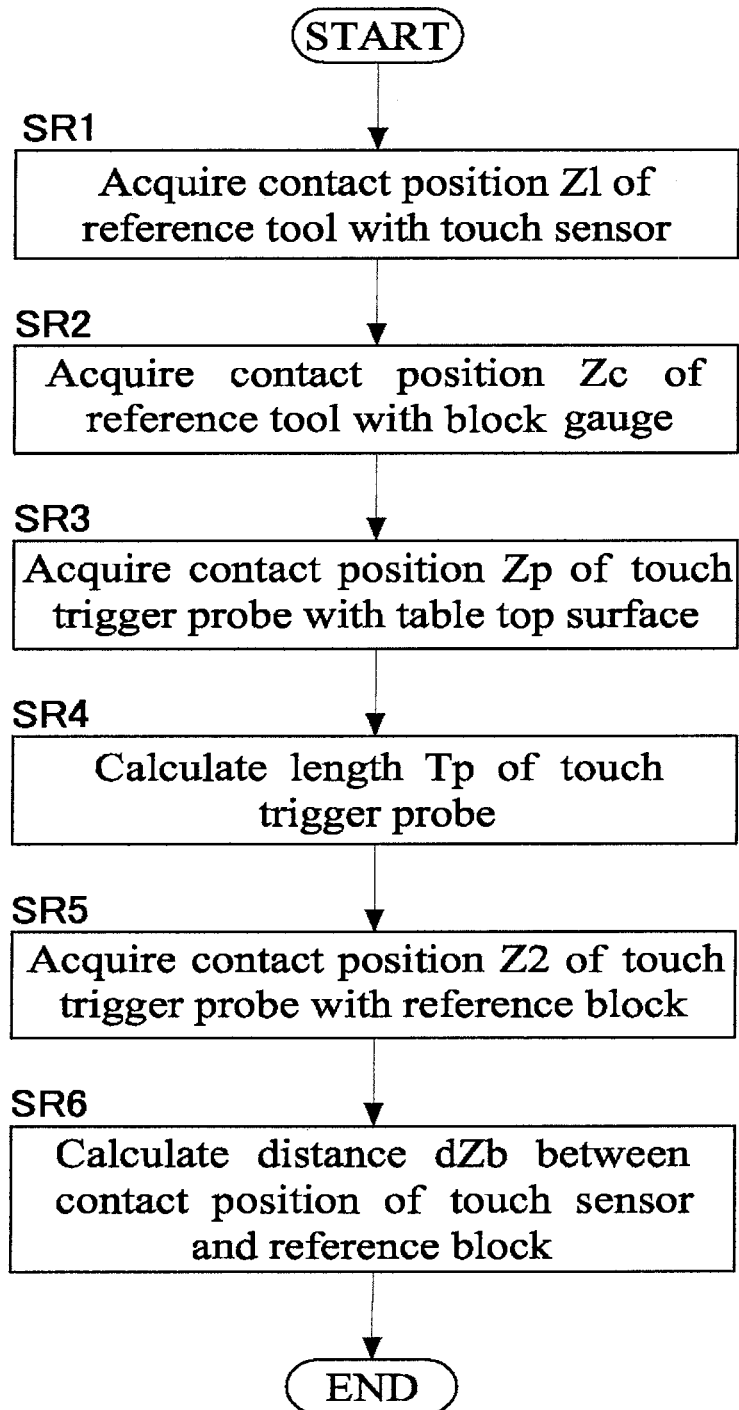 START
SR1
Acquire contact position Z1 of
reference tool with touch sensor
SR2
Acquire contact position Zc of
reference tool with block gauge
SR3
Acquire contact position Zp of touch
trigger probe with table top surface
SR4
Calculate length Tp of touch
trigger probe
SR5
Acquire contact position Z2 of touch
trigger probe with reference block
SR6
Calculate distance dZb between
contact position of touch sensor
and reference block
END